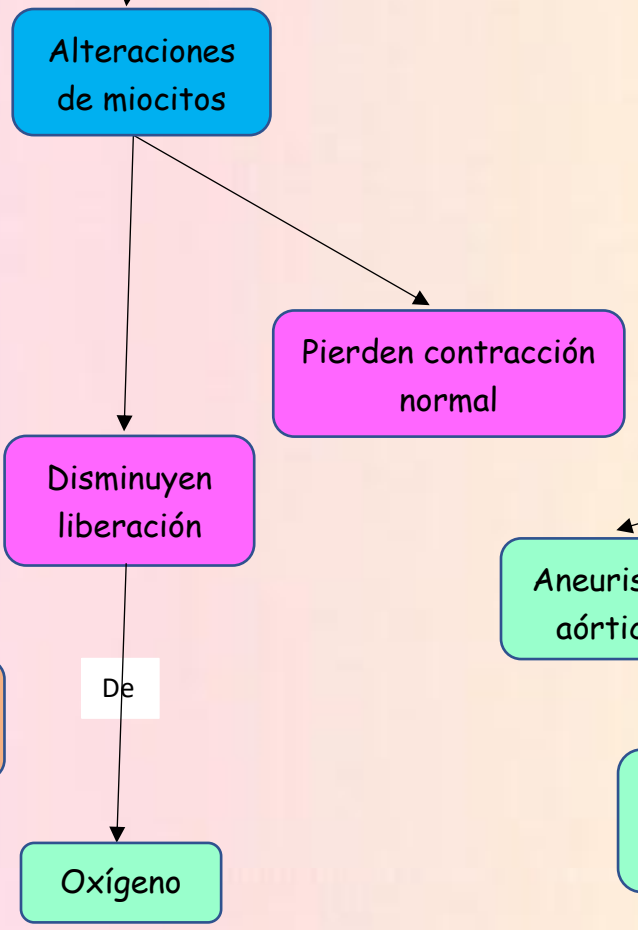 Alteraciones
de miocitos
Pierden contracción
normal
Disminuyen
liberación
De
Oxígeno